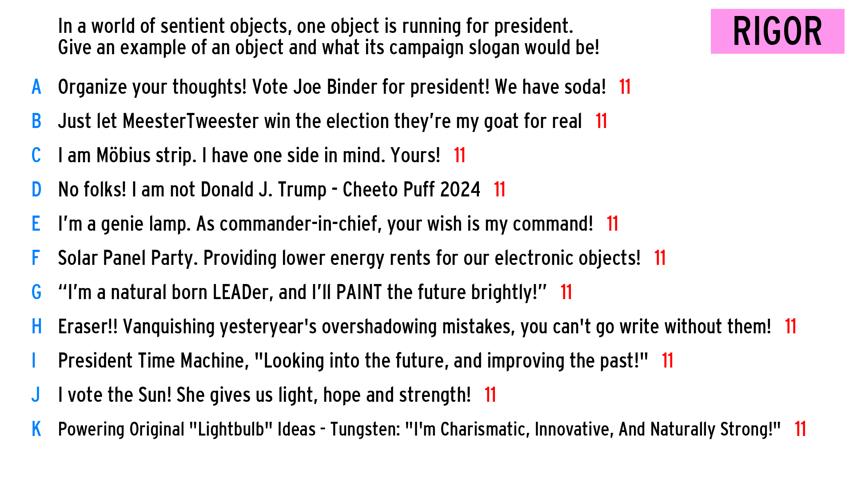 In a world of sentient objects, one object is running for president.
Give an example of an object and what its campaign slogan would be!
RIGOR
A Organize your thoughts! Vote Joe Binder for president! We have soda! 11
B Just let MeesterTweester win the election they're my goat for real 11
C I am Möbius strip. I have one side in mind. Yours! 11
D No folks! I am not Donald J. Trump - Cheeto Puff 2024 11
E I'm a genie lamp. As commander-in-chief, your wish is my command! 11
F Solar Panel Party. Providing lower energy rents for our electronic objects! 11
G “I'm a natural born LEADer, and I'll PAINT the future brightly!” 11
H Eraser!! Vanquishing yesteryear's overshadowing mistakes, you can't go write without them! 11
I President Time Machine, "Looking into the future, and improving the past!" 11
J I vote the Sun! She gives us light, hope and strength! 11
K Powering Original "Lightbulb" Ideas - Tungsten: "I'm Charismatic, Innovative, And Naturally Strong!" 11